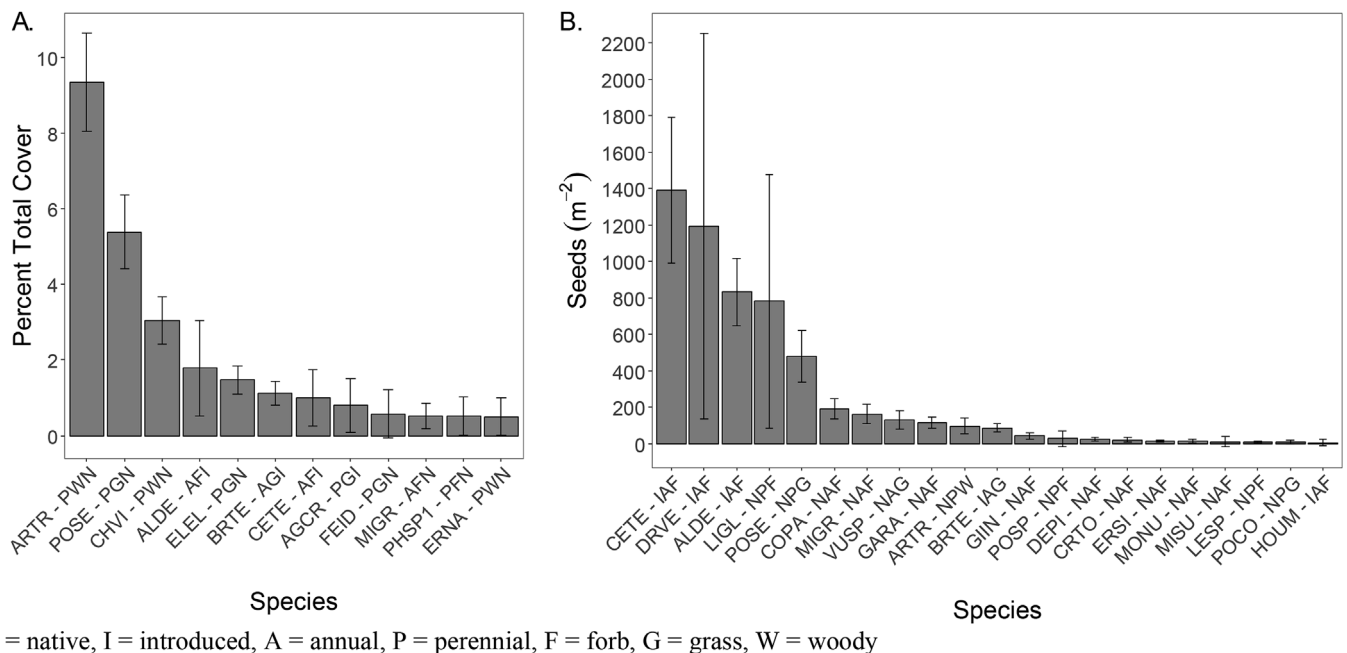 A.
Percent Total Cover
10
8
6
4
2
0
ARTR - PWN
POSE - PGN
CHVI - PWN
ALDE - AFI
ELEL - PGN
BRTE - AGI
CETE - AFI
AGCR - PGI
FEID - PGN
MIGR - AFN
PHSP1 - PFN
ERNA - PWN
Species
B.
Seeds (m⁻²)
2200
2000
1800
1600
1400
1200
1000
800
600
400
200
0
CETE - IAF
DRVE - IAF
ALDE - IAF
LIGL - NPF
POSE - NPG
COPA - NAF
MIGR - NAF
VUSP - NAG
GARA - NAF
ARTR - NPW
BRTE - IAG
GIIN - NAF
POSP - NPF
DEPI - NAF
CRTO - NAF
ERSI - NAF
MONU - NAF
MISU - NAF
LESP - NPF
POCO - NPG
HOUM - IAF
Species
= native, I = introduced, A = annual, P = perennial, F = forb, G = grass, W = woody